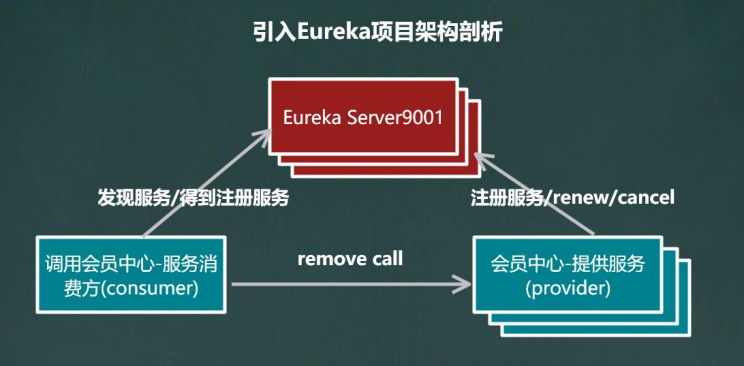 引入Eureka项目架构剖析
Eureka Server9001
发现服务/得到注册服务
注册服务/renew/cancel
调用会员中心-服务消
费方(consumer)
remove call
会员中心-提供服务
(provider)